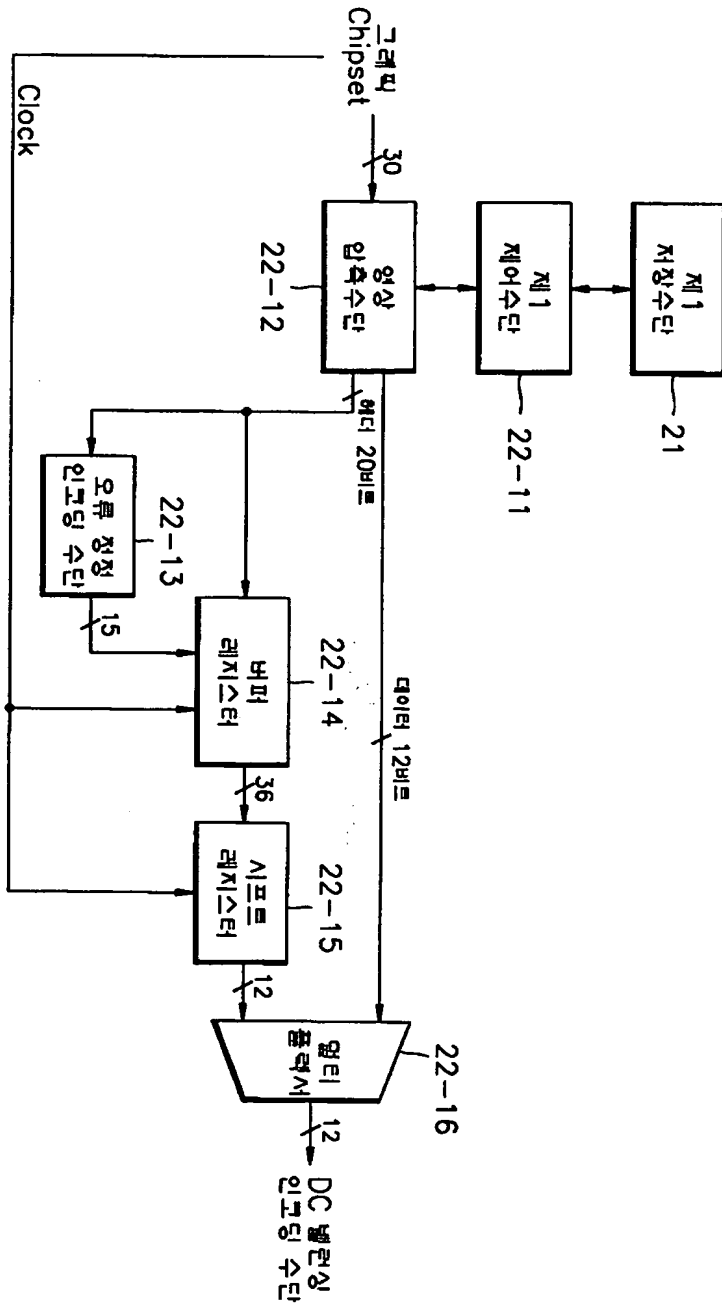 제1
저장수단
21
제1
제어수단
22-11
그래픽
Chipset
30
영상
압축수단
22-12
데이터 12비트
헤더 20비트
22-13
오류 정정
인코딩 수단
15
22-14
버퍼
레지스터
36
22-15
시프트
레지스터
12
22-16
멀티
플렉서
12
DC 밸런싱
인코딩 수단
Clock